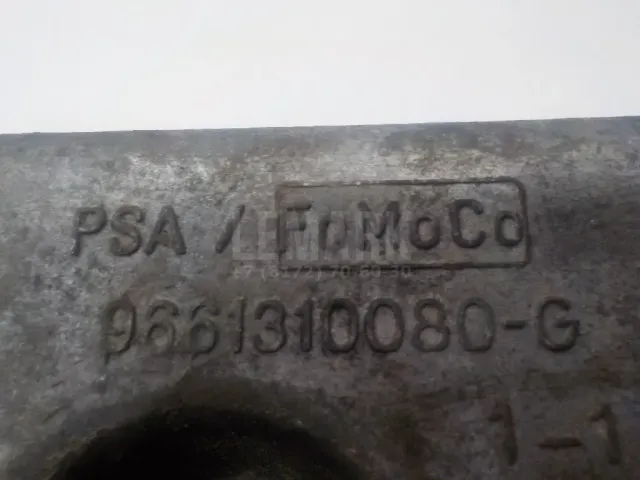 PSA / FoMoCo
9661310080-G
1-1